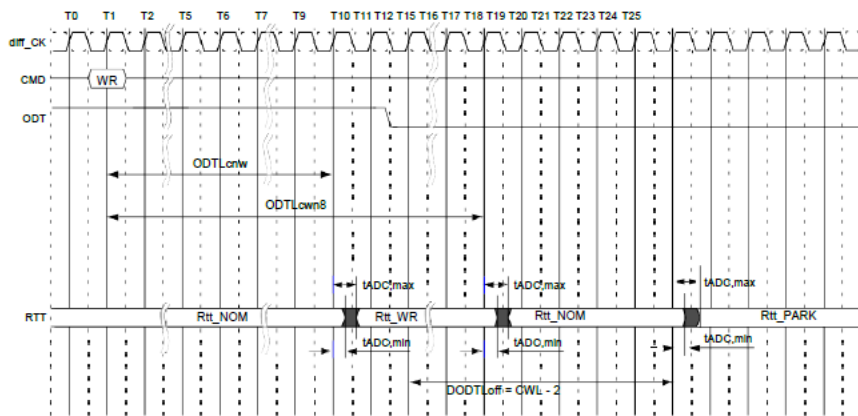 T0 T1 T2 T5 T6 T7 T9 T10 T11 T12 T15 T16 T17 T18 T19 T20 T21 T22 T23 T24 T25
diff_CK
CMD WR
ODT
ODTLcnw
ODTLcwn8
tADC,max tADC,max tADC,max
RTT Rtt_NOM Rtt_WR Rtt_NOM Rtt_PARK
tADC,min tADC,min tADC,min
DODTLoff = CWL - 2